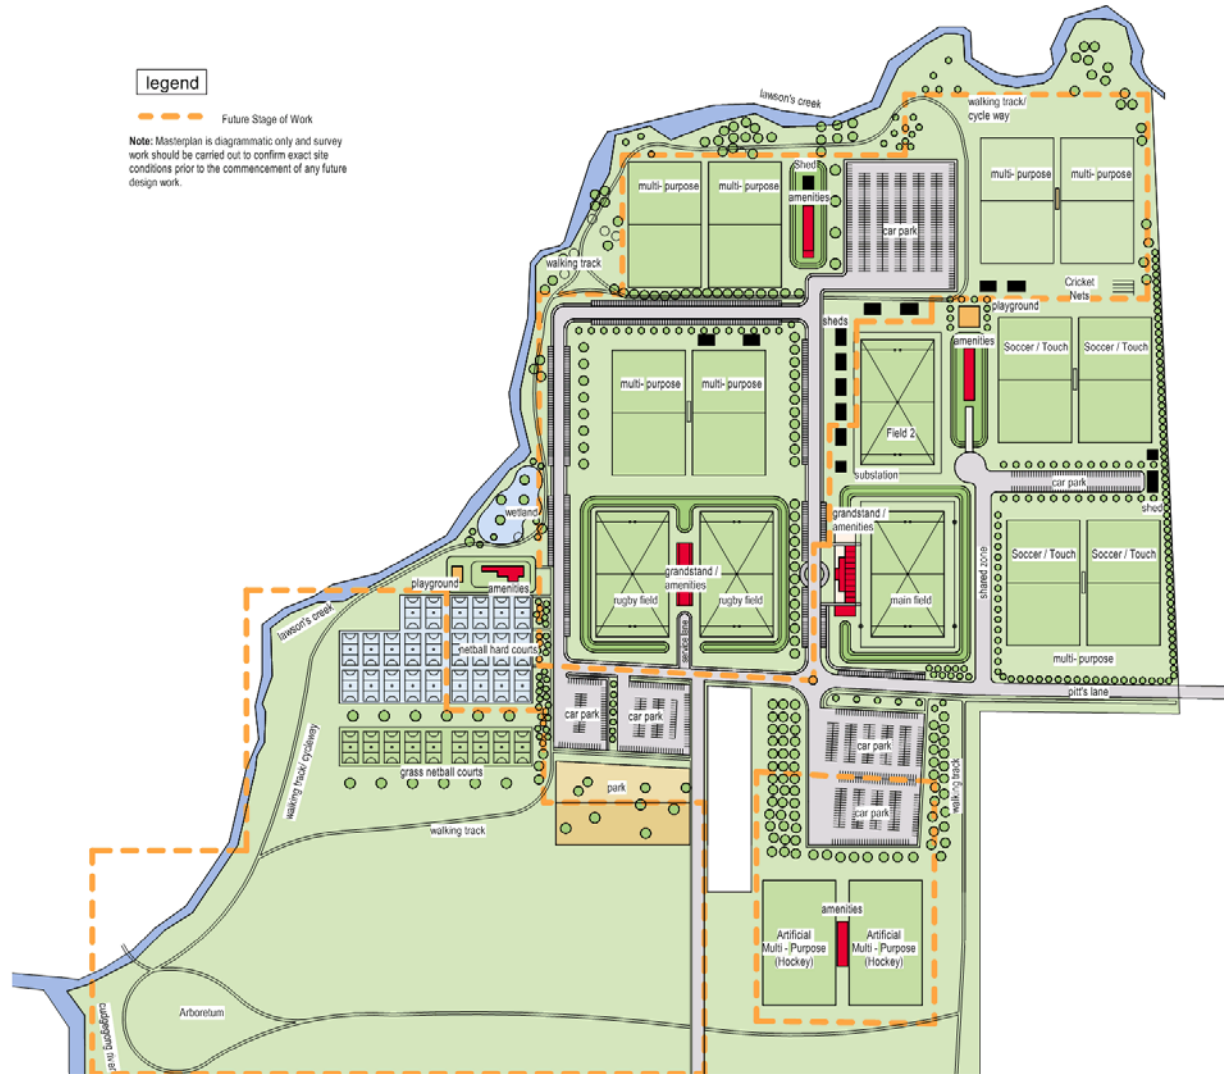 legend
Future Stage of Work
Note: Masterplan is diagrammatic only and survey
work should be carried out to confirm exact site
conditions prior to the commencement of any future
design work.
lawson's creek
walking track/
cycle way
multi- purpose
multi- purpose
Sheds
amenities
car park
multi- purpose
multi- purpose
walking track
Cricket
Nets
playground
sheds
amenities
Soccer / Touch
Soccer / Touch
multi- purpose
multi- purpose
Field 2
substation
car park
shed
wetland
grandstand /
amenities
Soccer / Touch
Soccer / Touch
shared zone
playground
amenities
grandstand /
amenities
rugby field
rugby field
main field
lawson's creek
netball hard courts
service lane
multi- purpose
pitt's lane
car park
car park
car park
walking track/ cycleway
grass netball courts
walking track
park
car park
walking track
amenities
Artificial
Multi - Purpose
(Hockey)
Artificial
Multi - Purpose
(Hockey)
Arboretum
cudgegong river